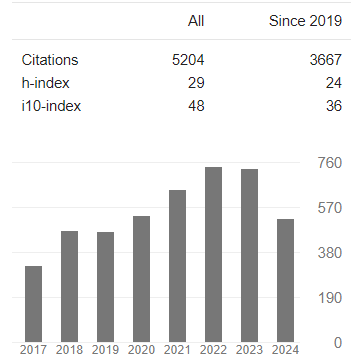 All Since 2019
Citations 5204 3667
h-index 29 24
i10-index 48 36
760
570
380
190
0
2017 2018 2019 2020 2021 2022 2023 2024